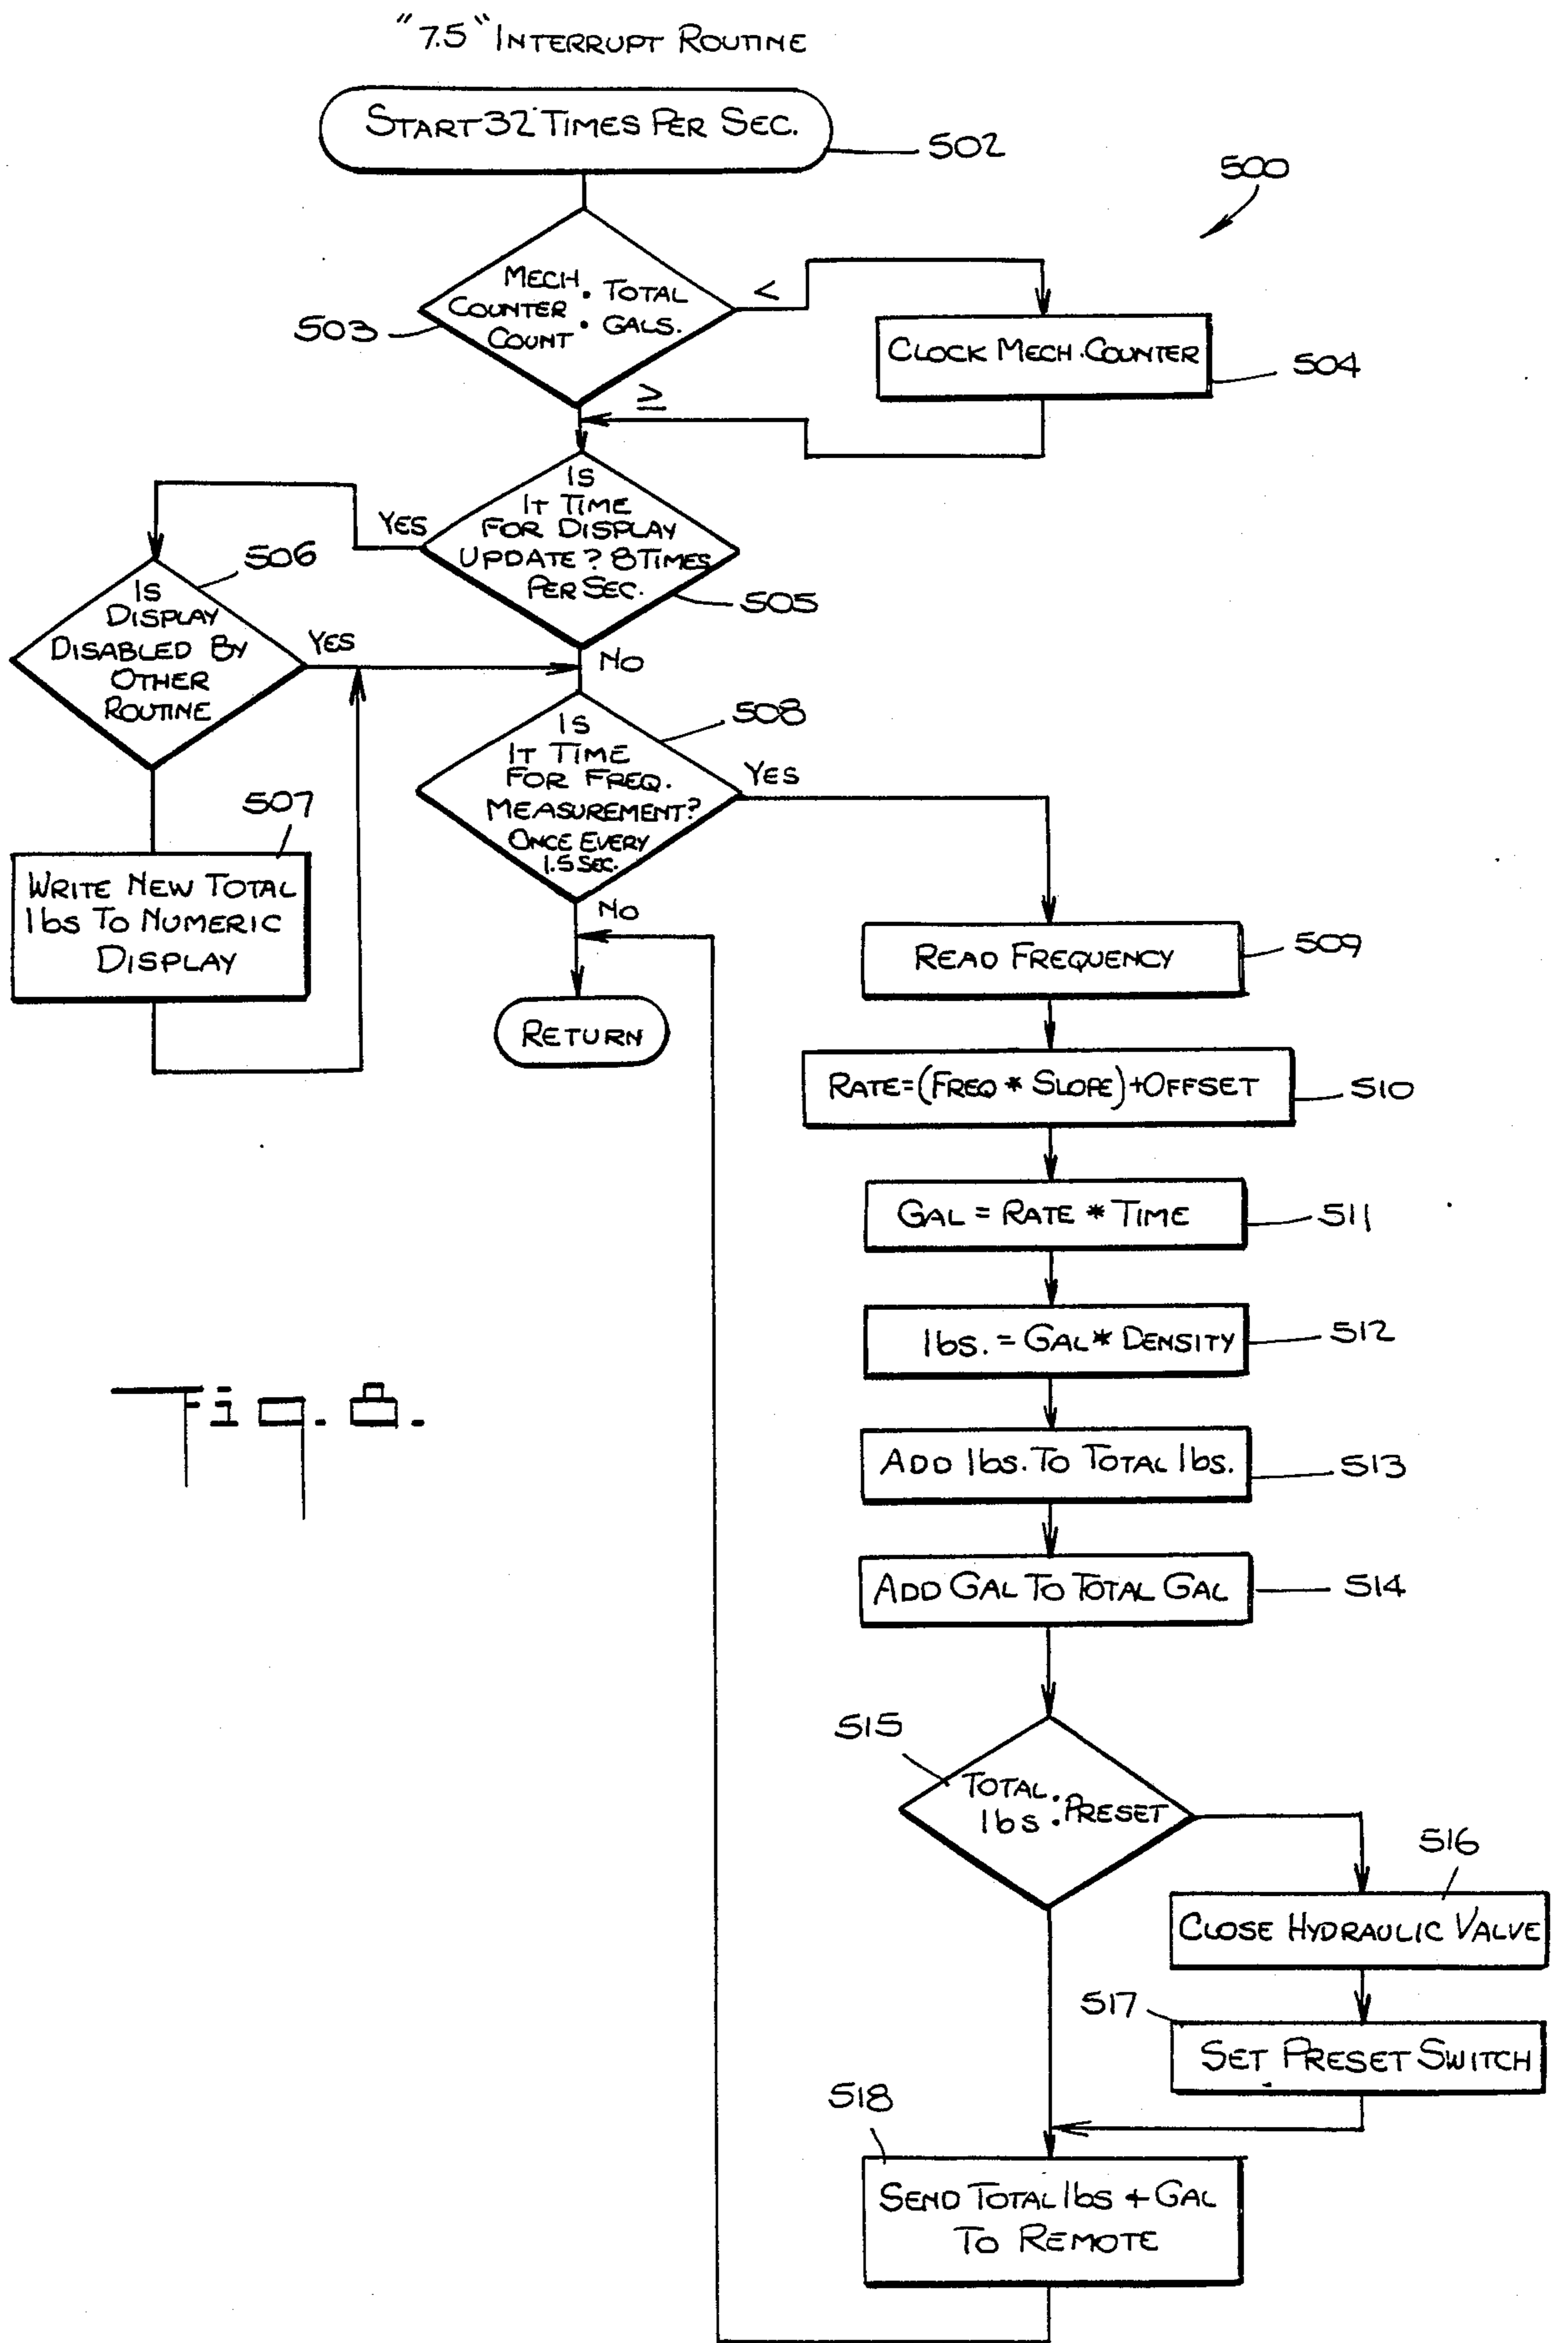 "7.5" INTERRUPT ROUTINE
START 32 TIMES PER SEC.
502
500
MECH. : TOTAL
COUNTER GALS.
COUNT
<
503
CLOCK MECH. COUNTER
504
≥
IS
IT TIME
FOR DISPLAY
UPDATE? 8 TIMES
PER SEC.
YES
505
506
IS
DISPLAY
DISABLED BY
OTHER
ROUTINE
YES
NO
507
WRITE NEW TOTAL
lbs TO NUMERIC
DISPLAY
508
IS
IT TIME
FOR FREQ.
MEASUREMENT?
ONCE EVERY
1.5 SEC.
YES
NO
RETURN
READ FREQUENCY
509
RATE=(FREQ * SLOPE)+OFFSET
510
GAL = RATE * TIME
511
lbs. = GAL * DENSITY
512
ADD lbs. TO TOTAL lbs.
513
ADD GAL TO TOTAL GAL
514
515
TOTAL : PRESET
lbs
516
CLOSE HYDRAULIC VALVE
517
SET PRESET SWITCH
518
SEND TOTAL lbs + GAL
TO REMOTE
Fig. 8.